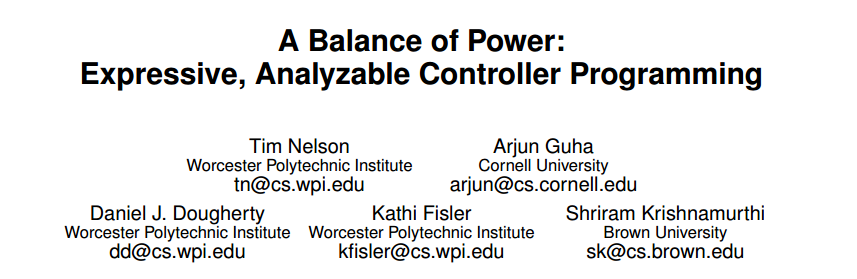 A Balance of Power:
Expressive, Analyzable Controller Programming
Tim Nelson
Worcester Polytechnic Institute
tn@cs.wpi.edu
Arjun Guha
Cornell University
arjun@cs.cornell.edu
Daniel J. Dougherty
Worcester Polytechnic Institute
dd@cs.wpi.edu
Kathi Fisler
Worcester Polytechnic Institute
kfisler@cs.wpi.edu
Shriram Krishnamurthi
Brown University
sk@cs.brown.edu